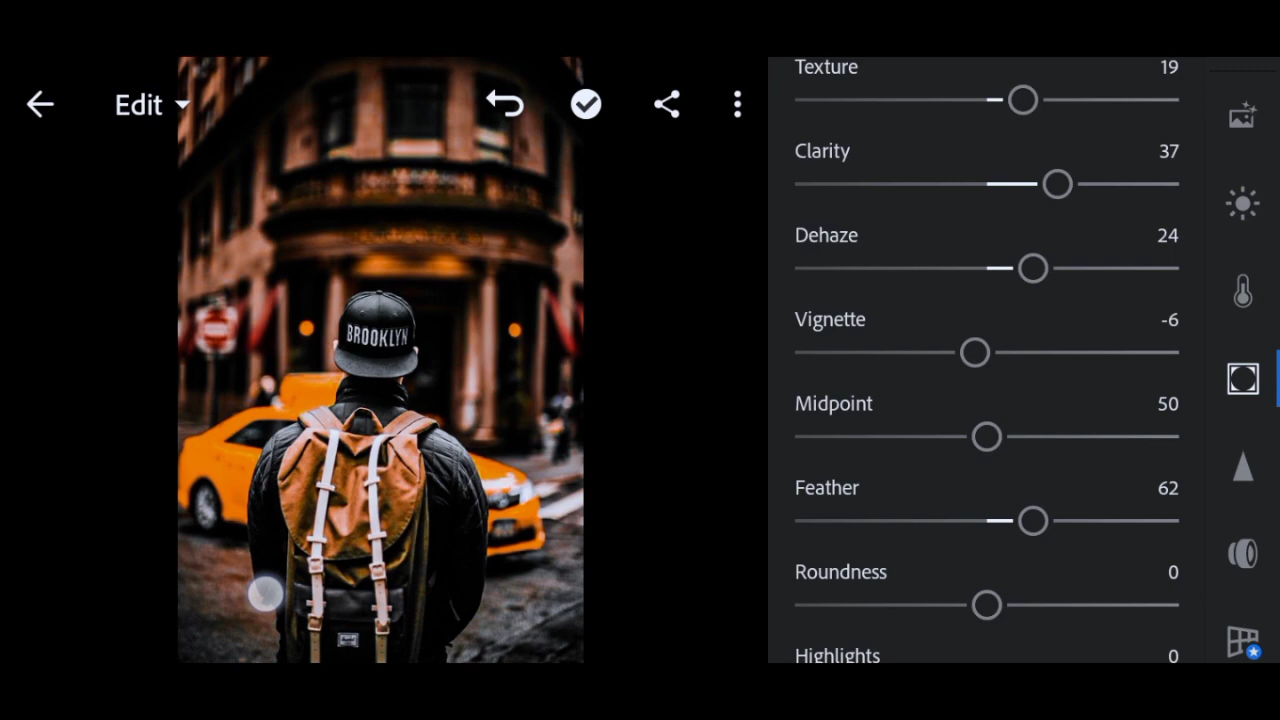 Edit
Texture 19
Clarity 37
Dehaze 24
Vignette -6
Midpoint 50
Feather 62
Roundness 0
Highlights 0
BROOKLYN